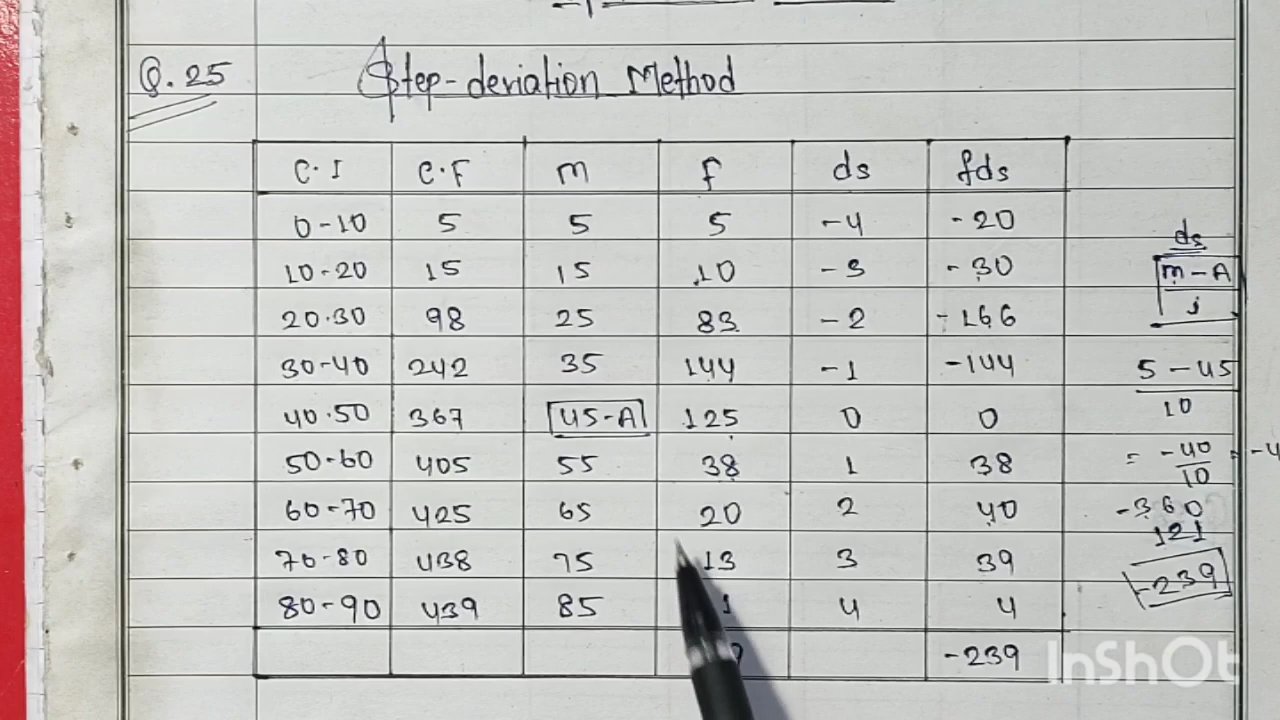 Q.25 Step-deviation Method
C.I C.F m f ds fds
0-10 5 5 5 -4 -20
10-20 15 15 10 -3 -30
20.30 98 25 83 -2 -166
30-40 242 35 144 -1 -144
40.50 367 45-A 125 0 0
50-60 405 55 38 1 38
60-70 425 65 20 2 40
70-80 438 75 13 3 39
80-90 439 85 1 4 4
-239
ds
m-A
i
5-45
10
= -40 = -4
10
-360
121
-239
InShOt